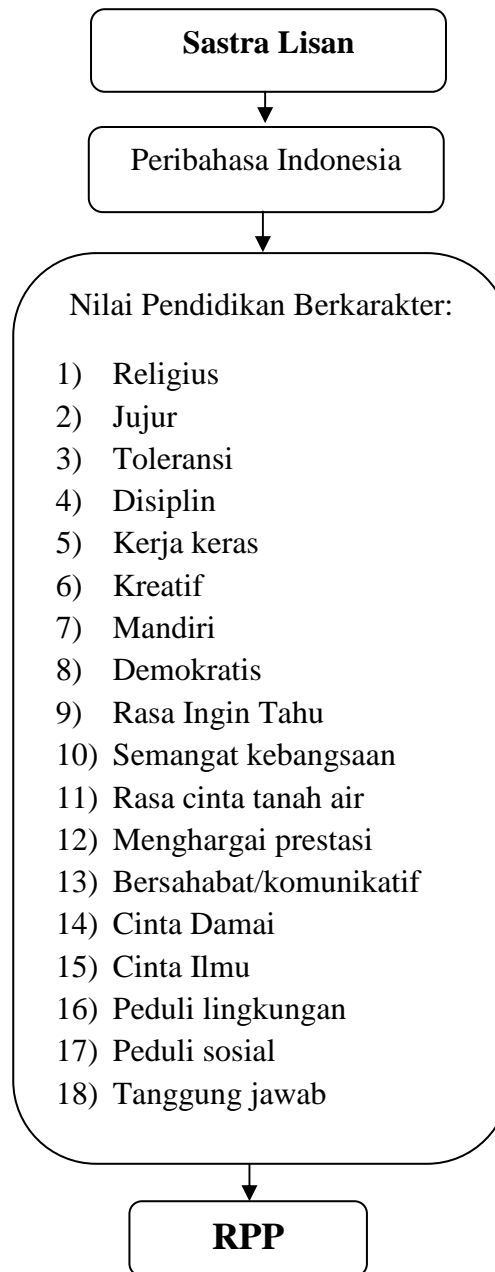 Sastra Lisan
Peribahasa Indonesia
Nilai Pendidikan Berkarakter:
1) Religius
2) Jujur
3) Toleransi
4) Disiplin
5) Kerja keras
6) Kreatif
7) Mandiri
8) Demokratis
9) Rasa Ingin Tahu
10) Semangat kebangsaan
11) Rasa cinta tanah air
12) Menghargai prestasi
13) Bersahabat/komunikatif
14) Cinta Damai
15) Cinta Ilmu
16) Peduli lingkungan
17) Peduli sosial
18) Tanggung jawab
RPP